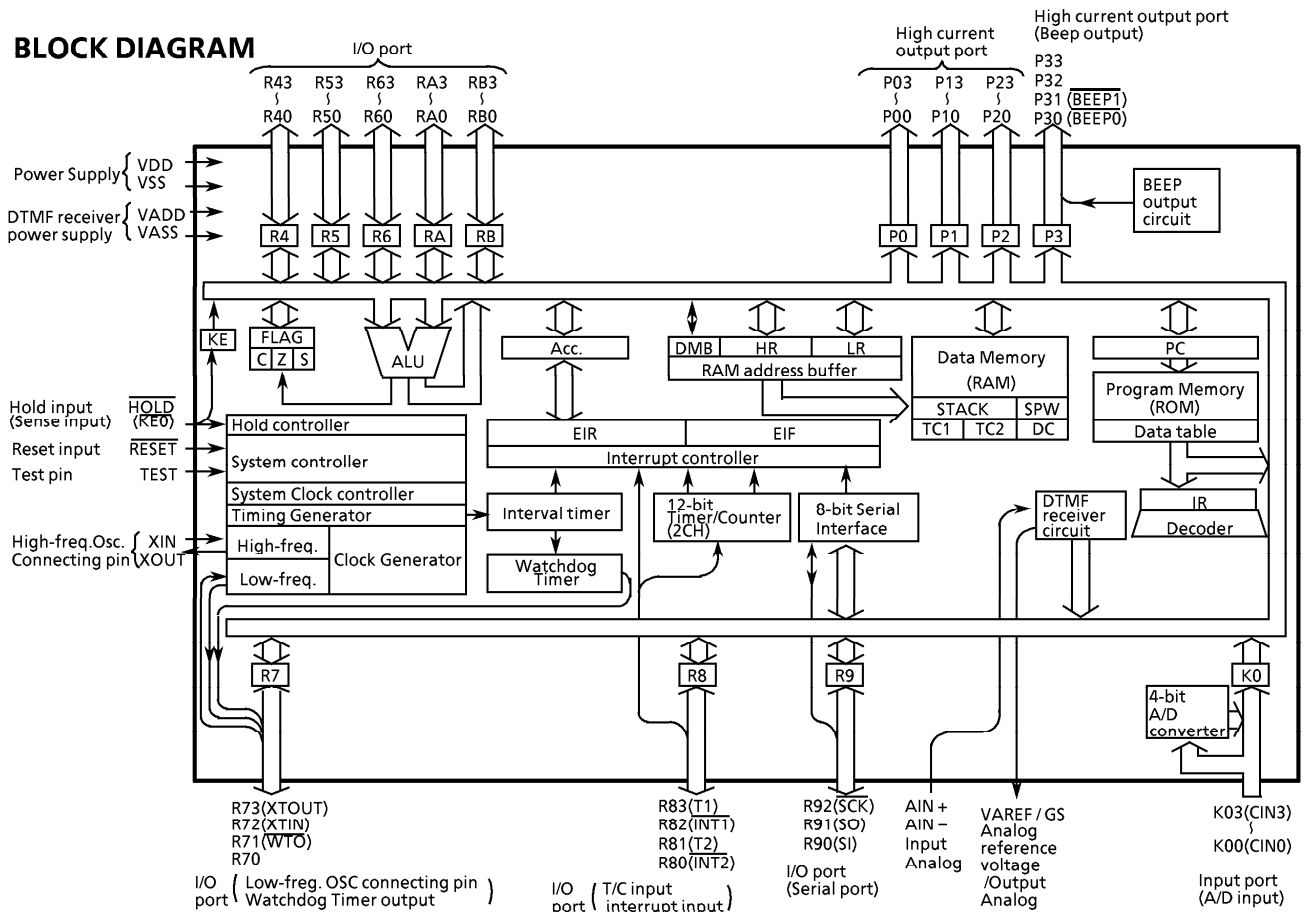 BLOCK DIAGRAM
I/O port
High current
output port
High current output port
(Beep output)
R43 R53 R63 RA3 RB3
~ ~ ~ ~ ~
R40 R50 R60 RA0 RB0
P03 P13 P23
~ ~ ~
P00 P10 P20
P33
P32
P31 (BEEP1)
P30 (BEEP0)
Power Supply { VDD
VSS
DTMF receiver
power supply { VADD
VASS
R4 R5 R6 RA RB
P0 P1 P2 P3
BEEP
output
circuit
KE
FLAG
C Z S
ALU
Acc.
DMB HR LR
RAM address buffer
Data Memory
(RAM)
STACK SPW
TC1 TC2 DC
PC
Program Memory
(ROM)
Data table
IR
Decoder
Hold input
(Sense input)
HOLD
(KE0)
Reset input RESET
Test pin TEST
High-freq.Osc.
Connecting pin { XIN
XOUT
Hold controller
System controller
System Clock controller
Timing Generator
High-freq.
Low-freq.
Clock Generator
EIR EIF
Interrupt controller
Interval timer
Watchdog
Timer
12-bit
Timer/Counter
(2CH)
8-bit Serial
Interface
DTMF
receiver
circuit
R7 R8 R9 K0
4-bit
A/D
converter
R73(XTOUT)
R72(XTIN)
R71(WTO)
R70
I/O
port
( Low-freq. OSC connecting pin
Watchdog Timer output )
R83(T1)
R82(INT1)
R81(T2)
R80(INT2)
I/O
port
( T/C input
interrupt input )
R92(SCK)
R91(SO)
R90(SI)
I/O port
(Serial port)
AIN +
AIN −
Input
Analog
VAREF / GS
Analog
reference
voltage
/Output
Analog
K03(CIN3)
~
K00(CIN0)
Input port
(A/D input)